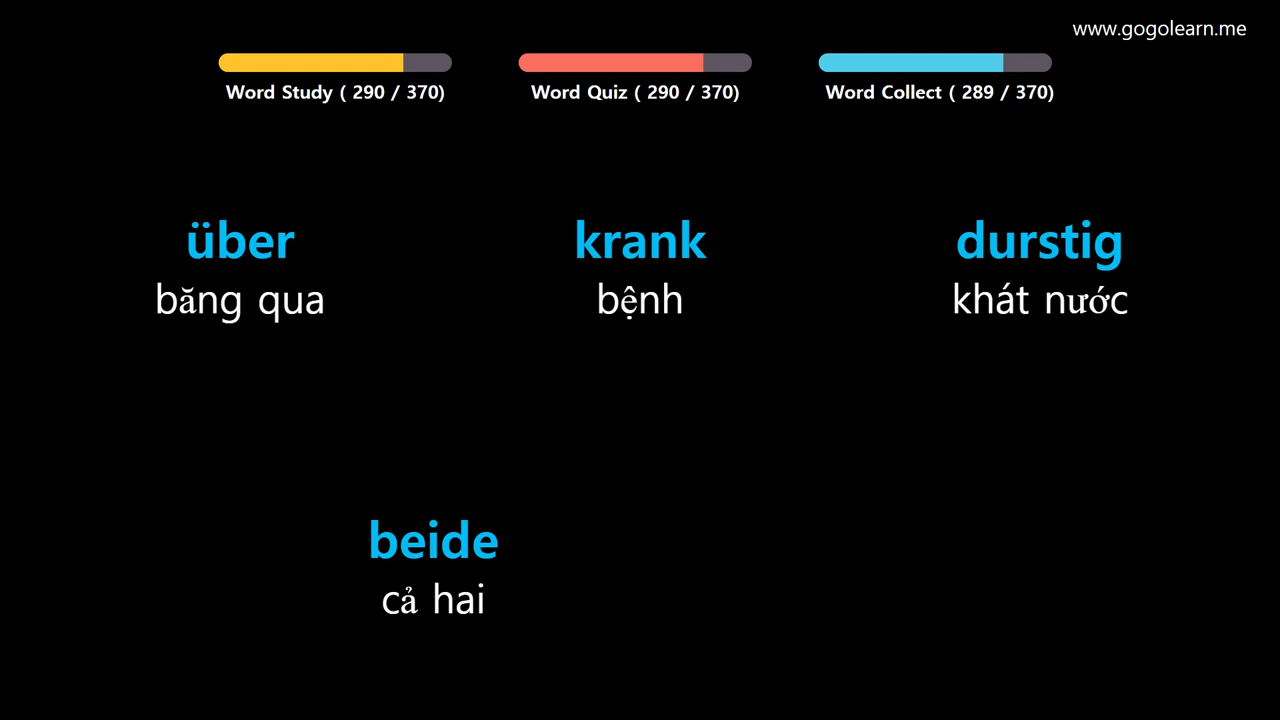 www.gogolearn.me
Word Study ( 290 / 370)
Word Quiz ( 290 / 370)
Word Collect ( 289 / 370)
über
băng qua
krank
bệnh
durstig
khát nước
beide
cả hai